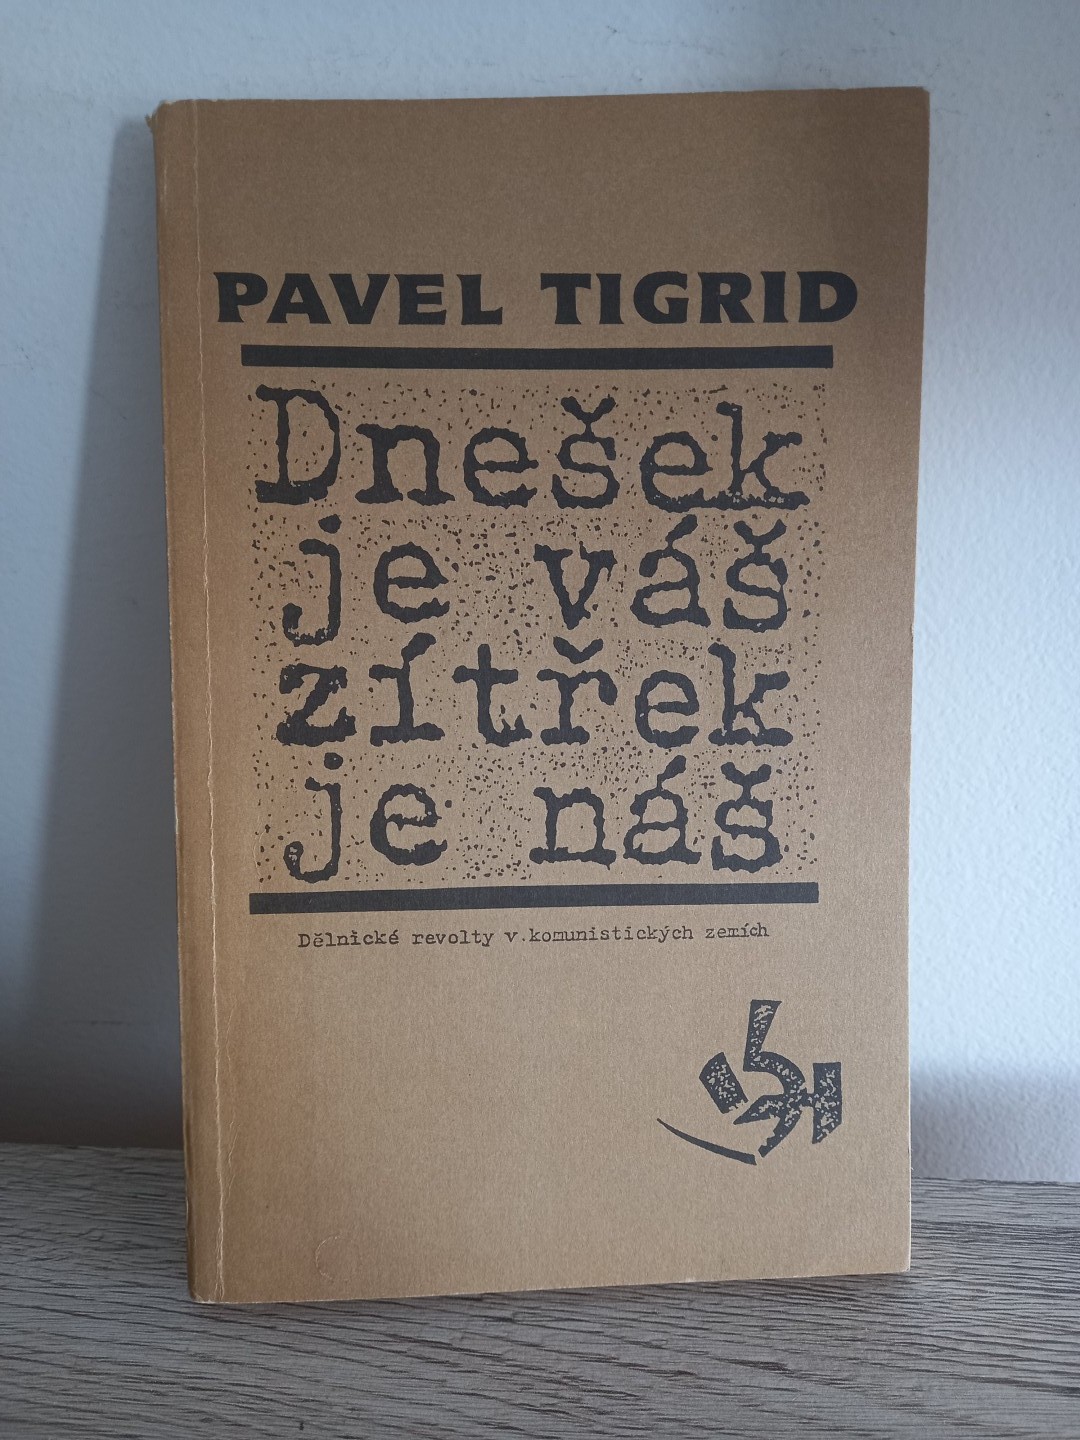 PAVEL TIGRID
Dnešek
je váš
zítřek
je náš
Dělnické revolty v.komunistických zemích